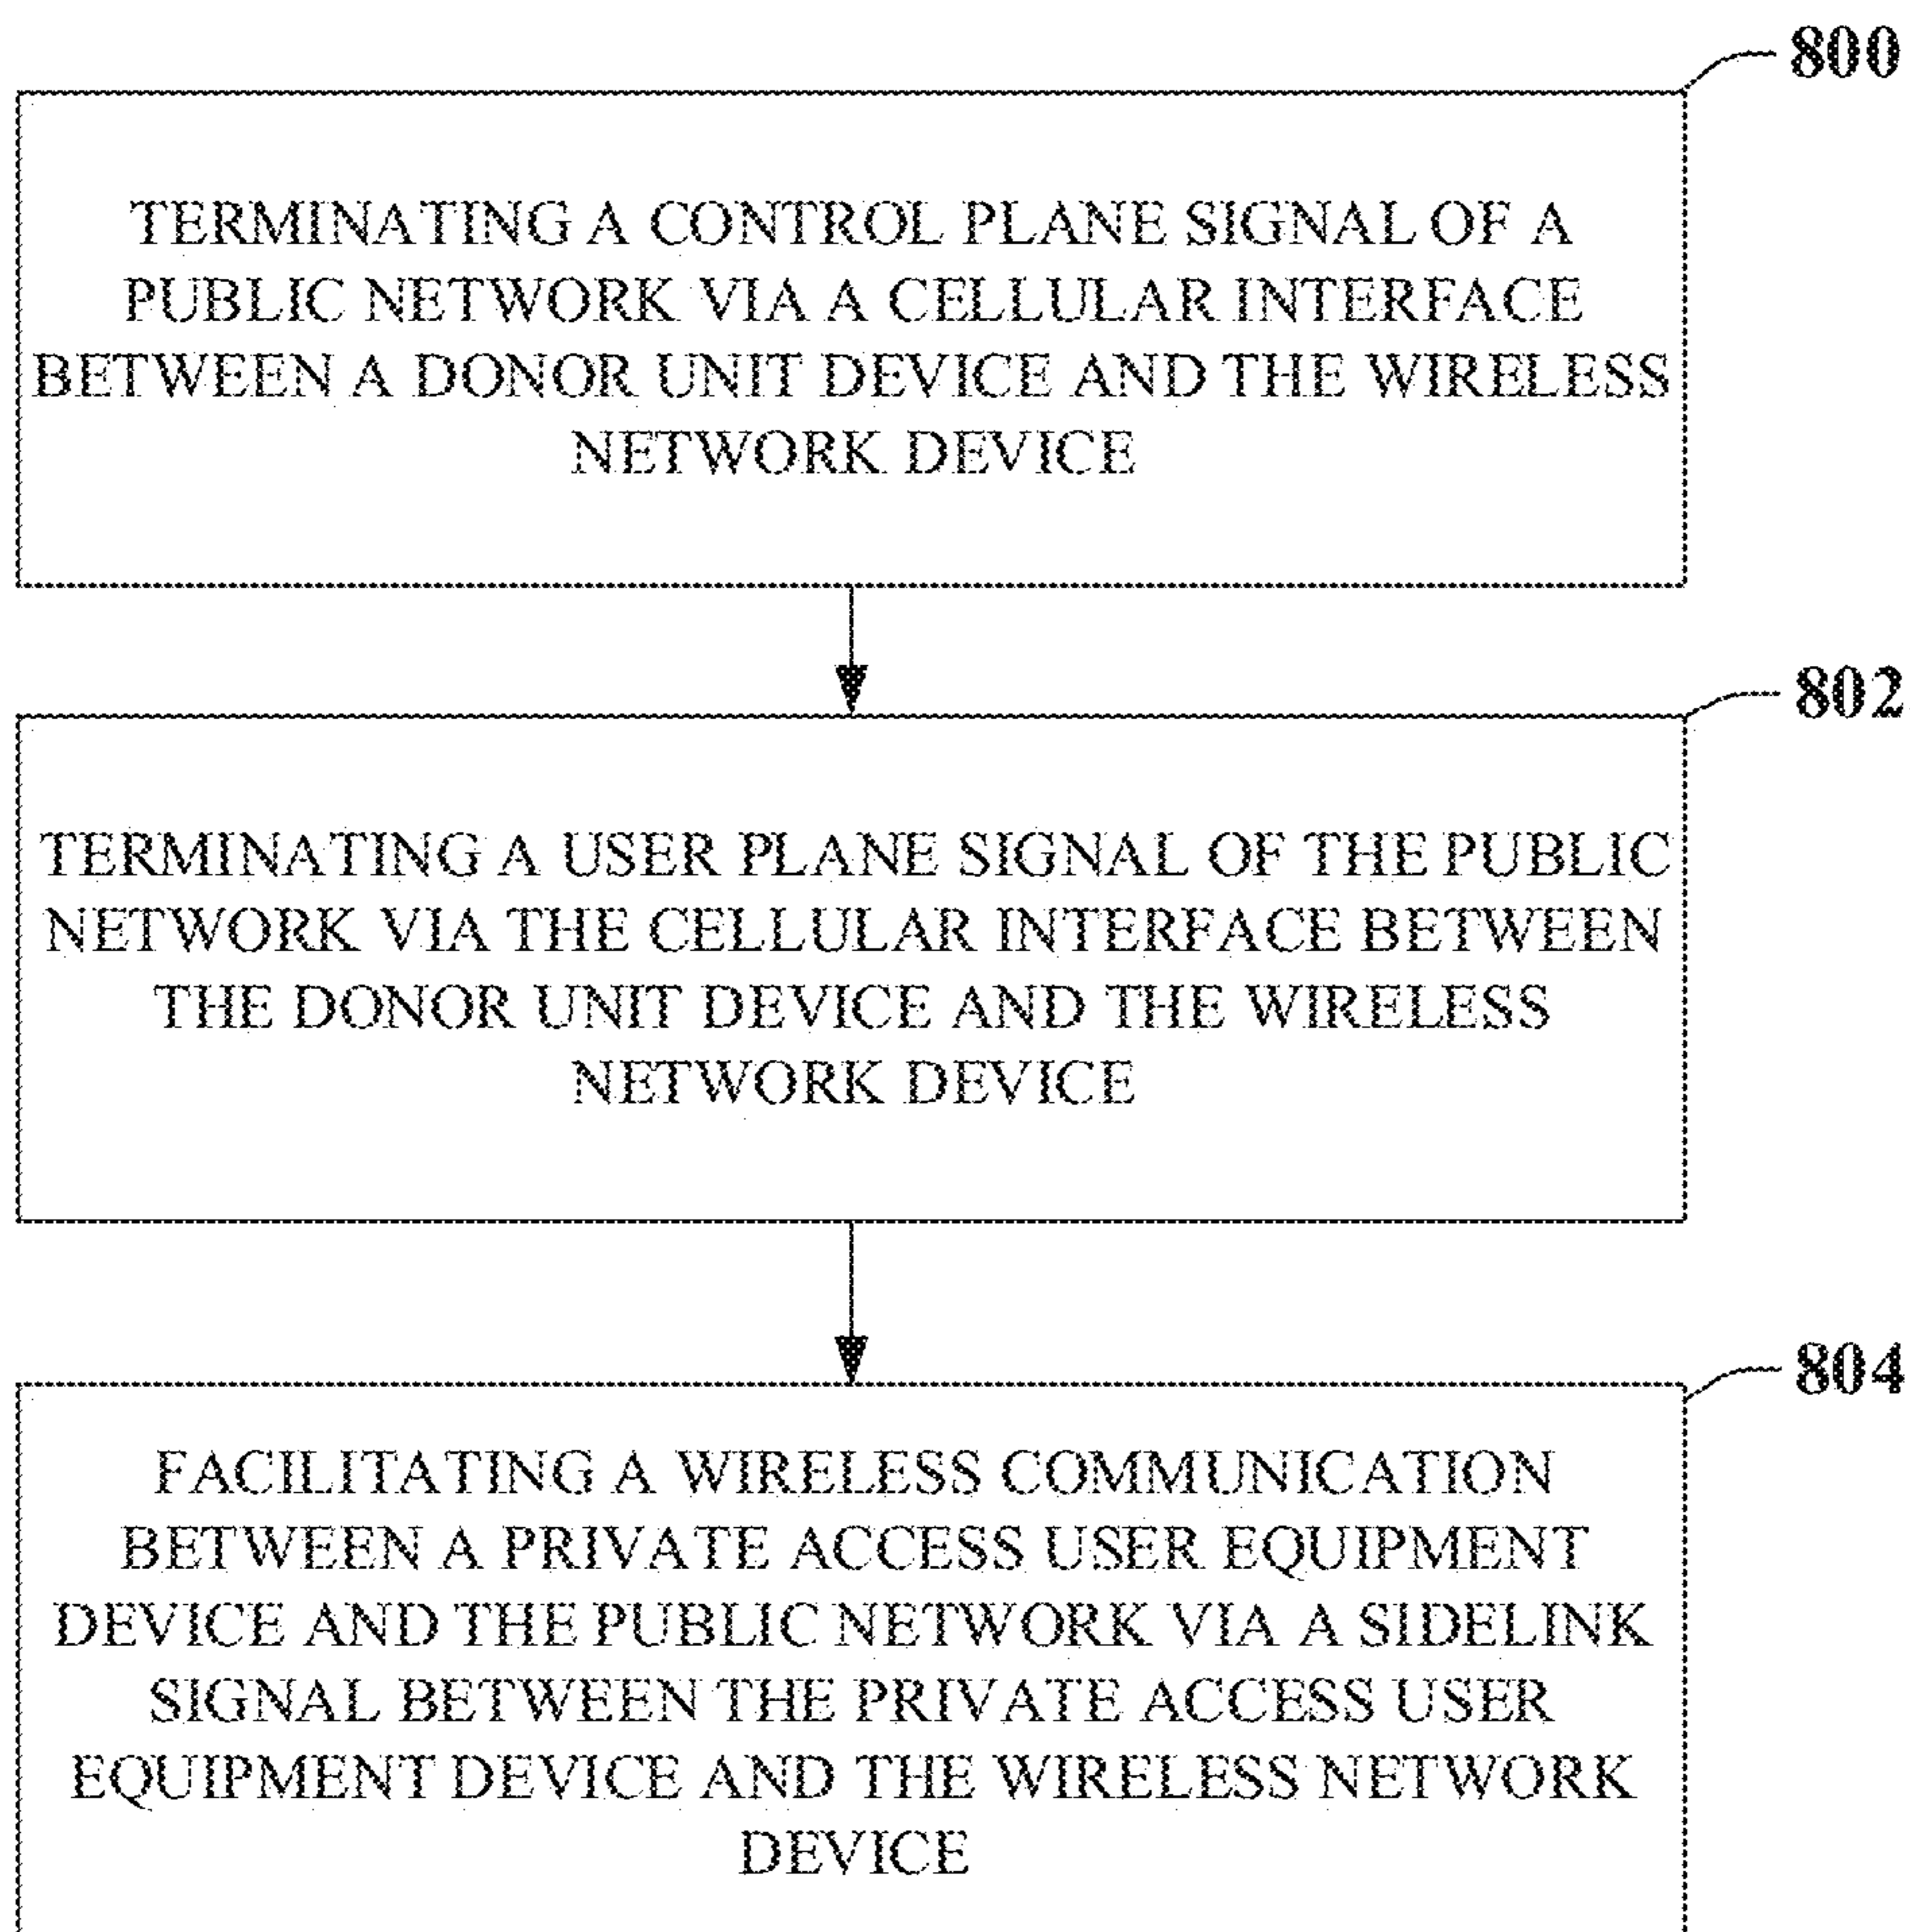 800
TERMINATING A CONTROL PLANE SIGNAL OF A
PUBLIC NETWORK VIA A CELLULAR INTERFACE
BETWEEN A DONOR UNIT DEVICE AND THE WIRELESS
NETWORK DEVICE
802
TERMINATING A USER PLANE SIGNAL OF THE PUBLIC
NETWORK VIA THE CELLULAR INTERFACE BETWEEN
THE DONOR UNIT DEVICE AND THE WIRELESS
NETWORK DEVICE
804
FACILITATING A WIRELESS COMMUNICATION
BETWEEN A PRIVATE ACCESS USER EQUIPMENT
DEVICE AND THE PUBLIC NETWORK VIA A SIDELINK
SIGNAL BETWEEN THE PRIVATE ACCESS USER
EQUIPMENT DEVICE AND THE WIRELESS NETWORK
DEVICE